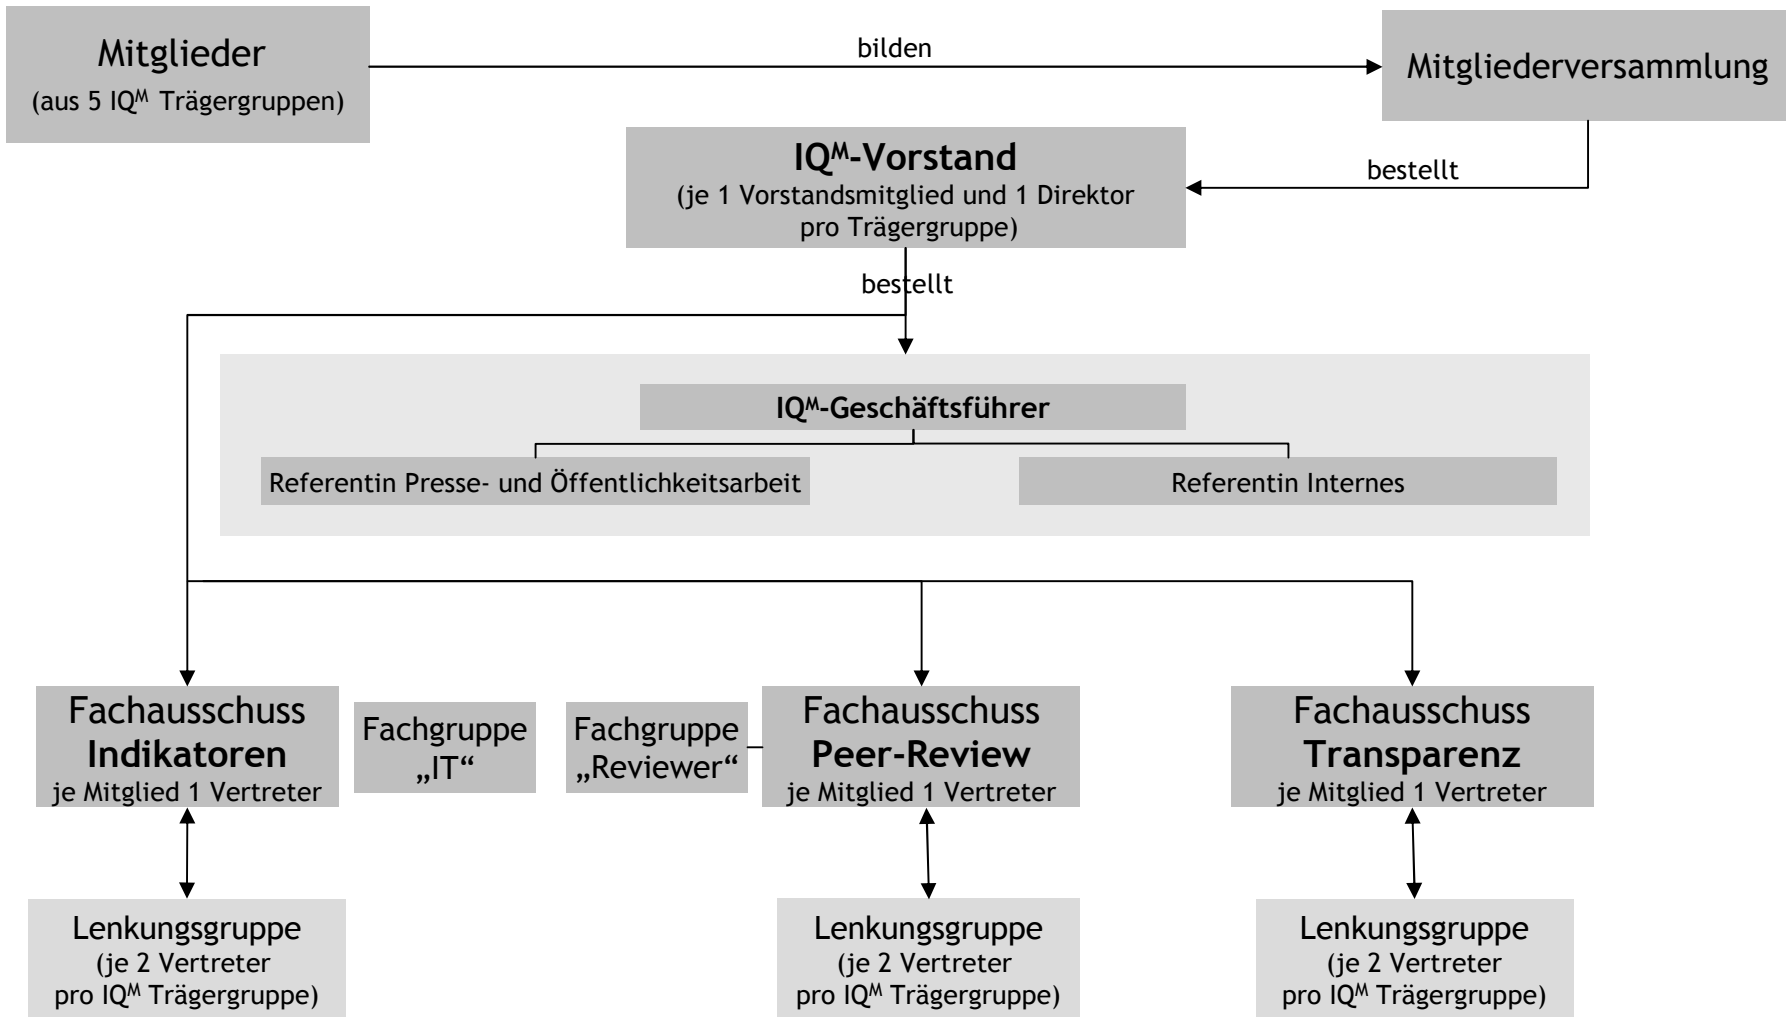 Mitglieder
(aus 5 IQᴹ Trägergruppen)
bilden
Mitgliederversammlung
IQᴹ-Vorstand
(je 1 Vorstandsmitglied und 1 Direktor
pro Trägergruppe)
bestellt
bestellt
IQᴹ-Geschäftsführer
Referentin Presse- und Öffentlichkeitsarbeit
Referentin Internes
Fachausschuss
Indikatoren
je Mitglied 1 Vertreter
Fachgruppe
„IT“
Fachgruppe
„Reviewer“
Fachausschuss
Peer-Review
je Mitglied 1 Vertreter
Fachausschuss
Transparenz
je Mitglied 1 Vertreter
Lenkungsgruppe
(je 2 Vertreter
pro IQᴹ Trägergruppe)
Lenkungsgruppe
(je 2 Vertreter
pro IQᴹ Trägergruppe)
Lenkungsgruppe
(je 2 Vertreter
pro IQᴹ Trägergruppe)